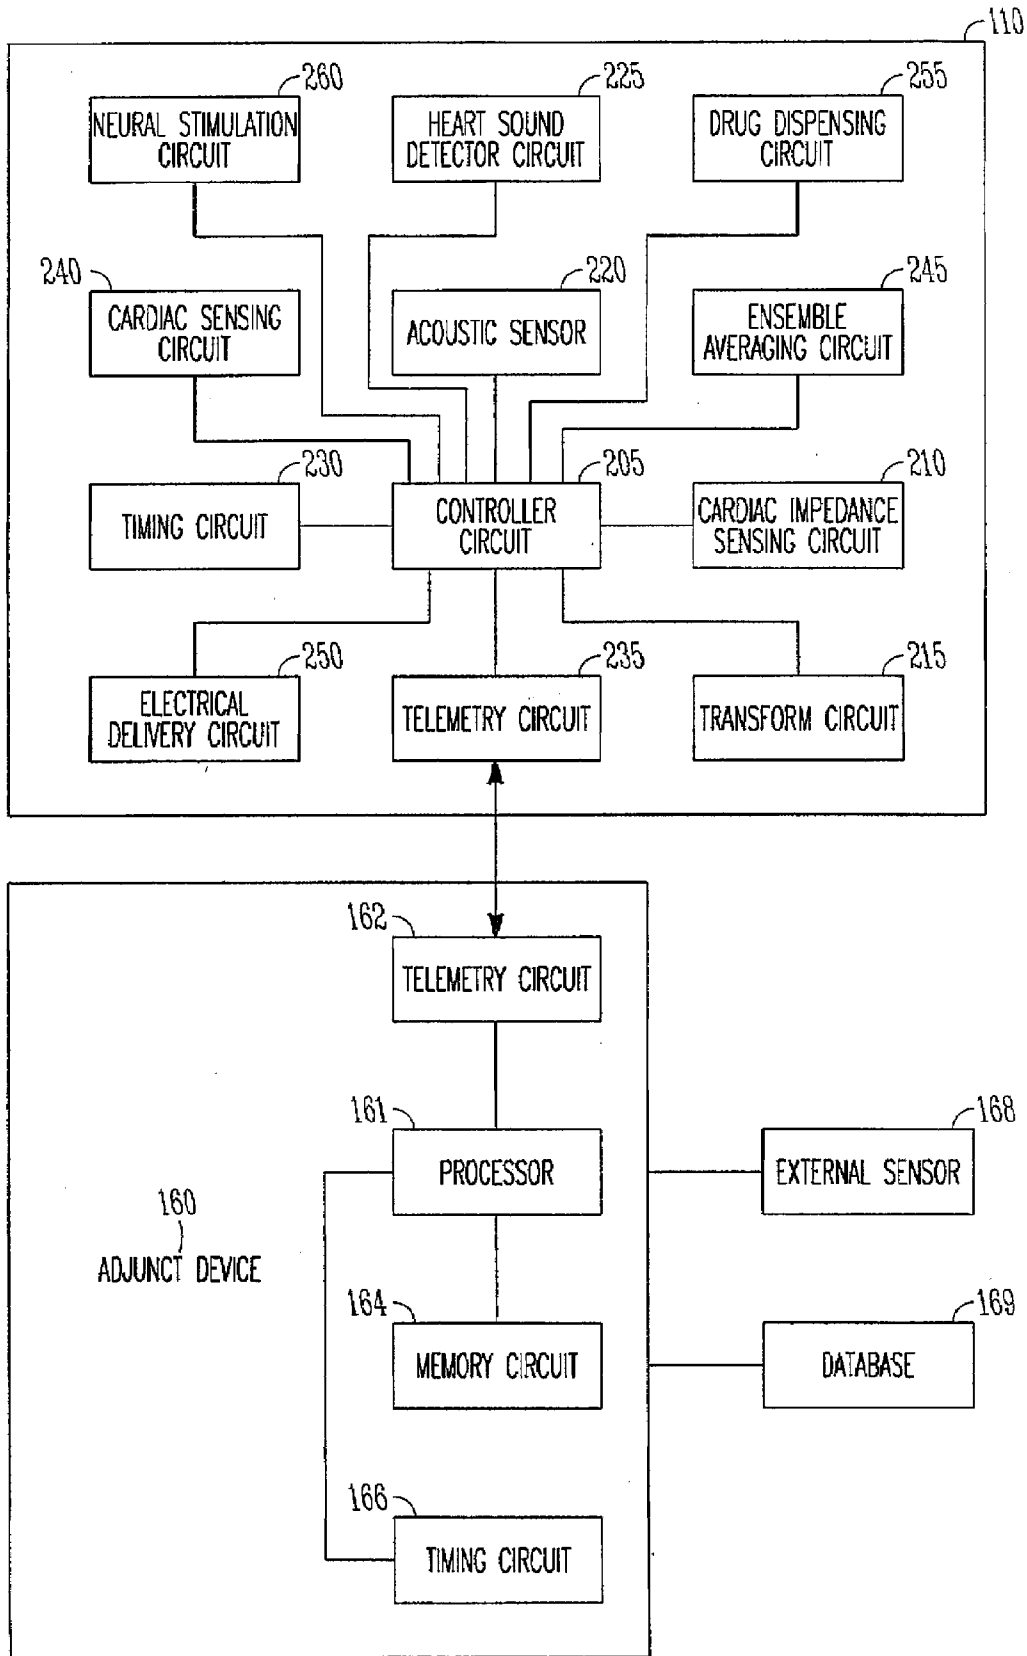 110
260
225
255
NEURAL STIMULATION
CIRCUIT
HEART SOUND
DETECTOR CIRCUIT
DRUG DISPENSING
CIRCUIT
240
220
245
CARDIAC SENSING
CIRCUIT
ACOUSTIC SENSOR
ENSEMBLE
AVERAGING CIRCUIT
230
205
210
TIMING CIRCUIT
CONTROLLER
CIRCUIT
CARDIAC IMPEDANCE
SENSING CIRCUIT
250
235
215
ELECTRICAL
DELIVERY CIRCUIT
TELEMETRY CIRCUIT
TRANSFORM CIRCUIT
162
TELEMETRY CIRCUIT
161
168
PROCESSOR
EXTERNAL SENSOR
160
ADJUNCT DEVICE
164
169
MEMORY CIRCUIT
DATABASE
166
TIMING CIRCUIT